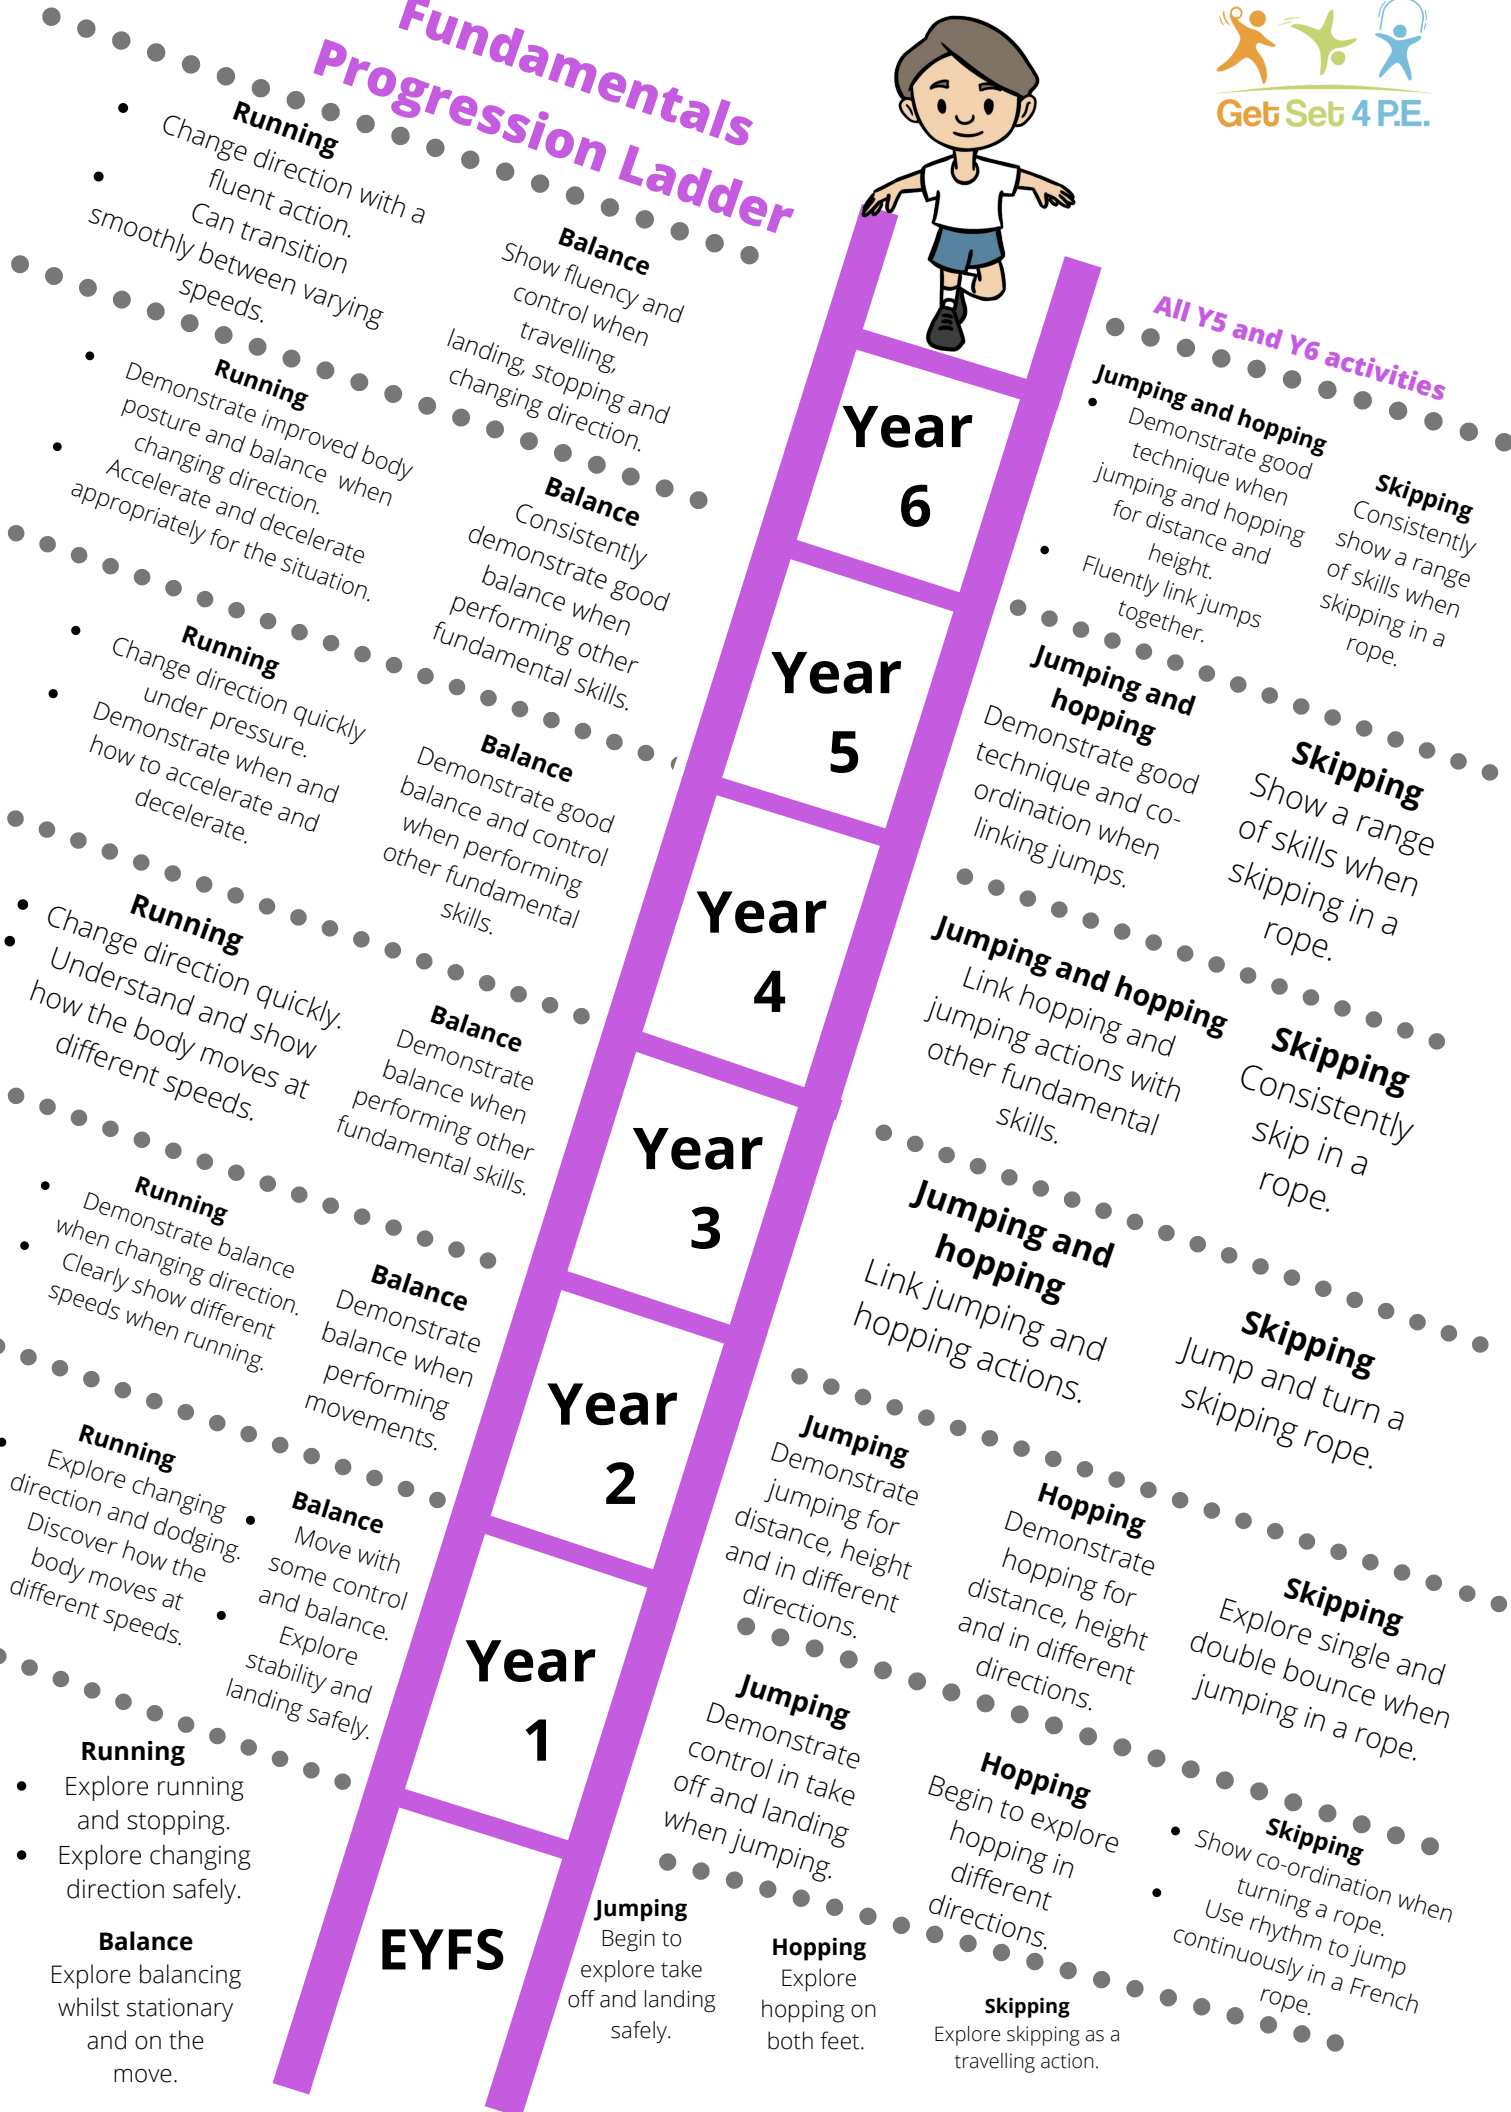 Fundamentals
Progression Ladder
Get Set 4 P.E.
All Y5 and Y6 activities
Running
Change direction with a
fluent action.
Can transition
smoothly between varying
speeds.
Balance
Show fluency and
control when
travelling,
landing, stopping and
changing direction.
Year
6
Jumping and hopping
Demonstrate good
technique when
jumping and hopping
for distance and
height.
Fluently link jumps
together.
Skipping
Consistently
show a range
of skills when
skipping in a
rope.
Running
Demonstrate improved body
posture and balance when
changing direction.
Accelerate and decelerate
appropriately for the situation.
Balance
Consistently
demonstrate good
balance when
performing other
fundamental skills.
Year
5
Jumping and
hopping
Demonstrate good
technique and co-
ordination when
linking jumps.
Skipping
Show a range
of skills when
skipping in a
rope.
Running
Change direction quickly
under pressure.
Demonstrate when and
how to accelerate and
decelerate.
Balance
Demonstrate good
balance and control
when performing
other fundamental
skills.
Year
4
Jumping and hopping
Link hopping and
jumping actions with
other fundamental
skills.
Skipping
Consistently
skip in a
rope.
Running
Change direction quickly.
Understand and show
how the body moves at
different speeds.
Balance
Demonstrate
balance when
performing other
fundamental skills.
Year
3
Jumping and
hopping
Link jumping and
hopping actions.
Skipping
Jump and turn a
skipping rope.
Running
Demonstrate balance
when changing direction.
Clearly show different
speeds when running.
Balance
Demonstrate
balance when
performing
movements.
Year
2
Jumping
Demonstrate
jumping for
distance, height
and in different
directions.
Hopping
Demonstrate
hopping for
distance, height
and in different
directions.
Skipping
Explore single and
double bounce when
jumping in a rope.
Running
Explore changing
direction and dodging.
Discover how the
body moves at
different speeds.
Balance
Move with
some control
and balance.
Explore
stability and
landing safely.
Year
1
Jumping
Demonstrate
control in take
off and landing
when jumping.
Hopping
Begin to explore
hopping in
different
directions.
Skipping
Show co-ordination when
turning a rope.
Use rhythm to jump
continuously in a French
rope.
Running
Explore running
and stopping.
Explore changing
direction safely.
Balance
Explore balancing
whilst stationary
and on the
move.
EYFS
Jumping
Begin to
explore take
off and landing
safely.
Hopping
Explore
hopping on
both feet.
Skipping
Explore skipping as a
travelling action.